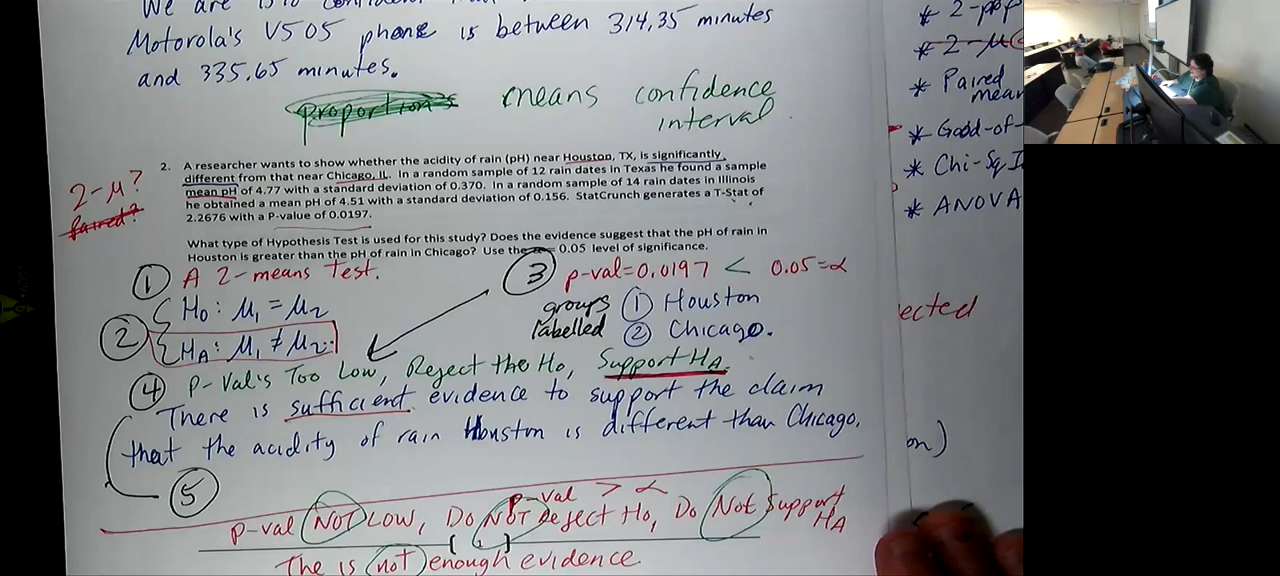 Motorola's V505 phone is between 314.35 minutes
and 335.65 minutes.
proportion's means confidence
interval
2-μ?
paired?
2. A researcher wants to show whether the acidity of rain (pH) near Houston, TX, is significantly
different from that near Chicago, IL. In a random sample of 12 rain dates in Texas he found a sample
mean pH of 4.77 with a standard deviation of 0.370. In a random sample of 14 rain dates in Illinois
he obtained a mean pH of 4.51 with a standard deviation of 0.156. StatCrunch generates a T-Stat of
2.2676 with a P-value of 0.0197.
What type of Hypothesis Test is used for this study? Does the evidence suggest that the pH of rain in
Houston is greater than the pH of rain in Chicago? Use the 0.05 level of significance.
① A 2-means test.
② { H₀: μ₁ = μ₂
Hₐ: μ₁ ≠ μ₂.
③ p-val=0.0197 < 0.05=α
groups ① Houston
labelled ② Chicago.
④ P-Val's Too Low, Reject the Ho, Support HA.
There is sufficient evidence to support the claim
that the acidity of rain Houston is different than Chicago.
⑤
p-val > α
p-val NOT LOW, Do NOT Reject Ho, Do Not Support
HA
The is not enough evidence
* 2-pop
* 2-μ
* Paired
mean
* Good-of-
* Chi-Sq I
* ANOVA
ected
on)